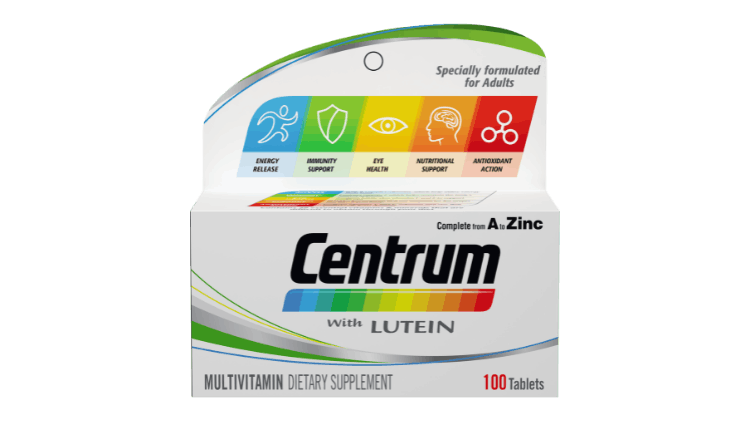 Specially formulated
for Adults
ENERGY
RELEASE
IMMUNITY
SUPPORT
EYE
HEALTH
NUTRITIONAL
SUPPORT
ANTIOXIDANT
ACTION
Complete from A to Zinc
Centrum
With LUTEIN
MULTIVITAMIN DIETARY SUPPLEMENT
100 Tablets